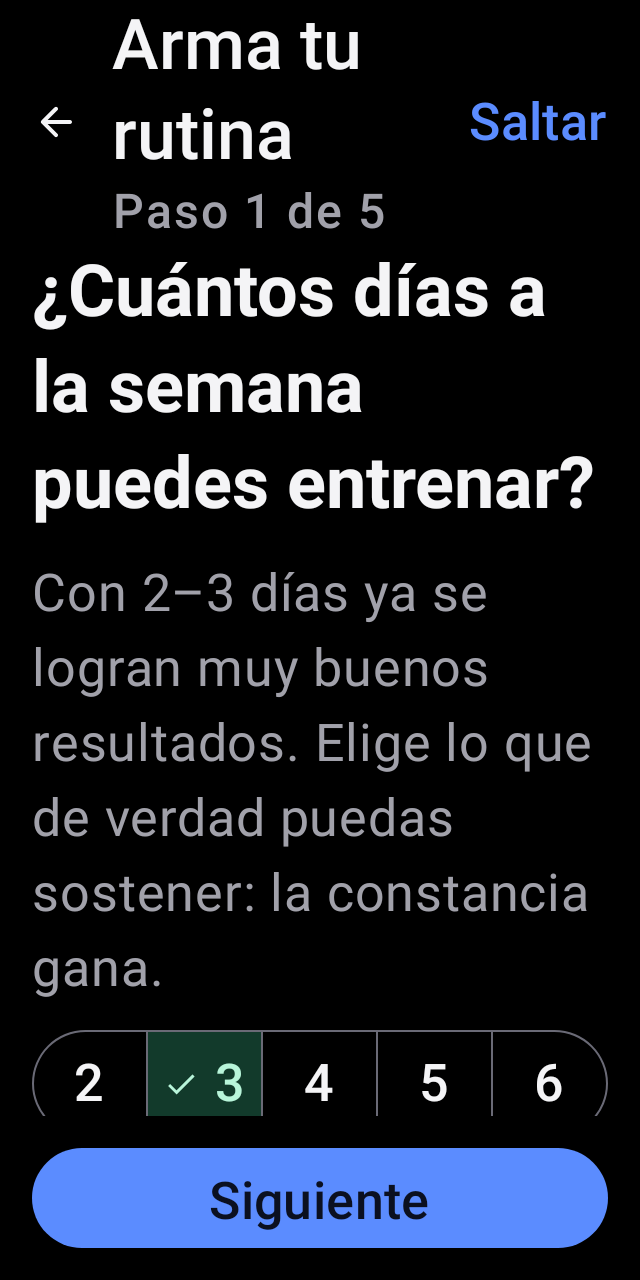 Arma tu
rutina
Saltar
Paso 1 de 5
¿Cuántos días a
la semana
puedes entrenar?
Con 2–3 días ya se
logran muy buenos
resultados. Elige lo que
de verdad puedas
sostener: la constancia
gana.
2 3 4 5 6
Siguiente